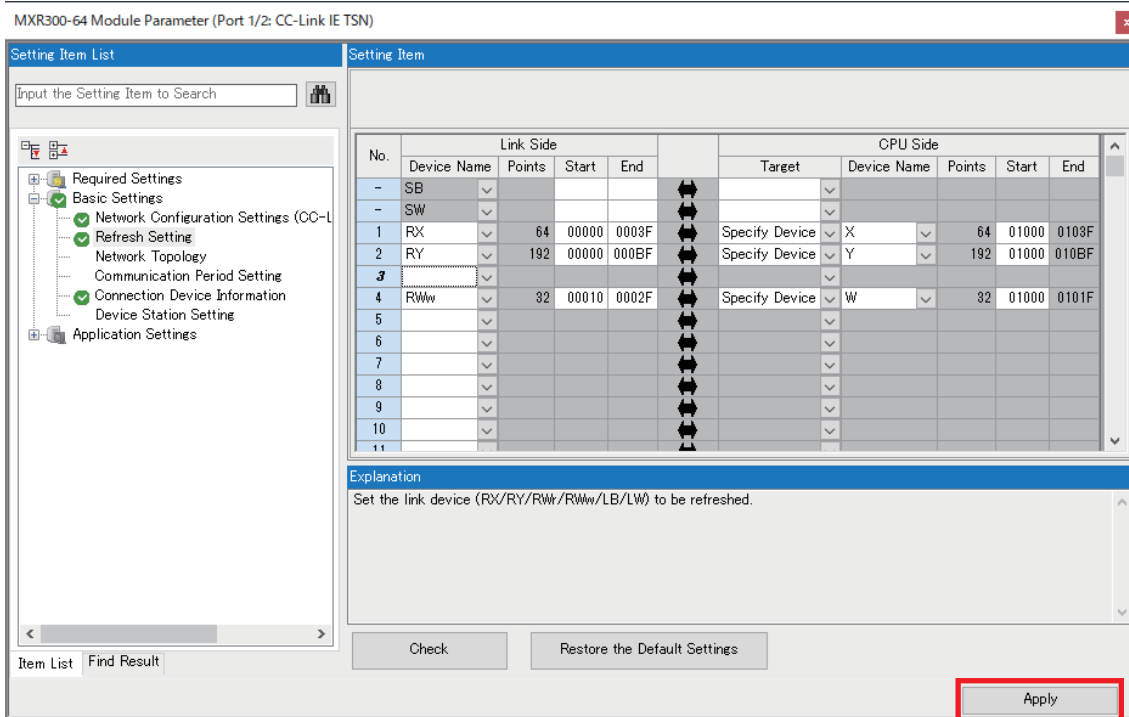 MXR300-64 Module Parameter (Port 1/2: CC-Link IE TSN)
Setting Item List
Input the Setting Item to Search
Required Settings
Basic Settings
Network Configuration Settings (CC-L
Refresh Setting
Network Topology
Communication Period Setting
Connection Device Information
Device Station Setting
Application Settings
Item List Find Result
Setting Item
No. Link Side CPU Side
Device Name Points Start End Target Device Name Points Start End
- SB
- SW
1 RX 64 00000 0003F Specify Device X 64 01000 0103F
2 RY 192 00000 000BF Specify Device Y 192 01000 010BF
3
4 RWw 32 00010 0002F Specify Device W 32 01000 0101F
5
6
7
8
9
10
11
Explanation
Set the link device (RX/RY/RWr/RWw/LB/LW) to be refreshed.
Check Restore the Default Settings
Apply